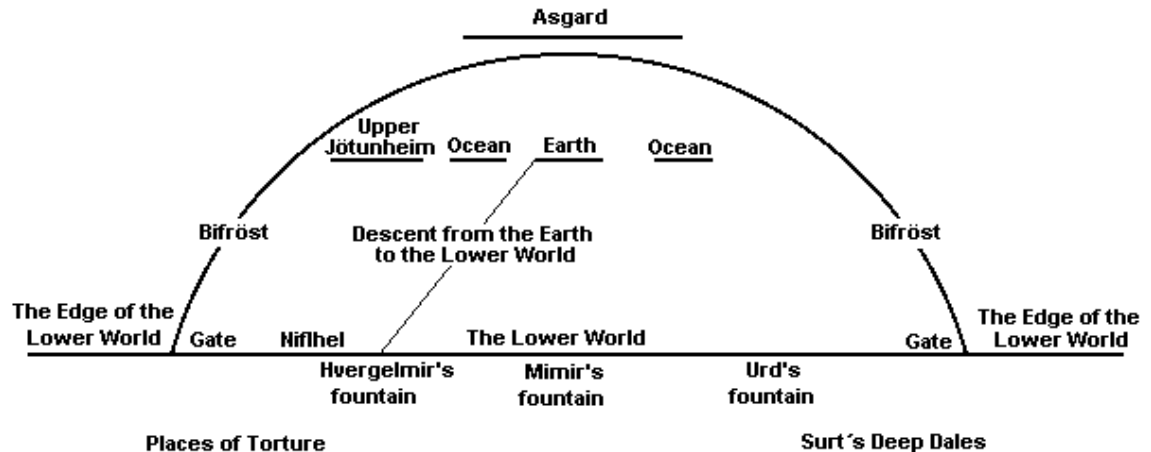 Asgard
Upper
Jötunheim
Ocean
Earth
Ocean
Bifröst
Descent from the Earth
to the Lower World
Bifröst
The Edge of the
Lower World
Gate
Niflhel
The Lower World
Gate
The Edge of the
Lower World
Hvergelmir's
fountain
Mimir's
fountain
Urd's
fountain
Places of Torture
Surt´s Deep Dales